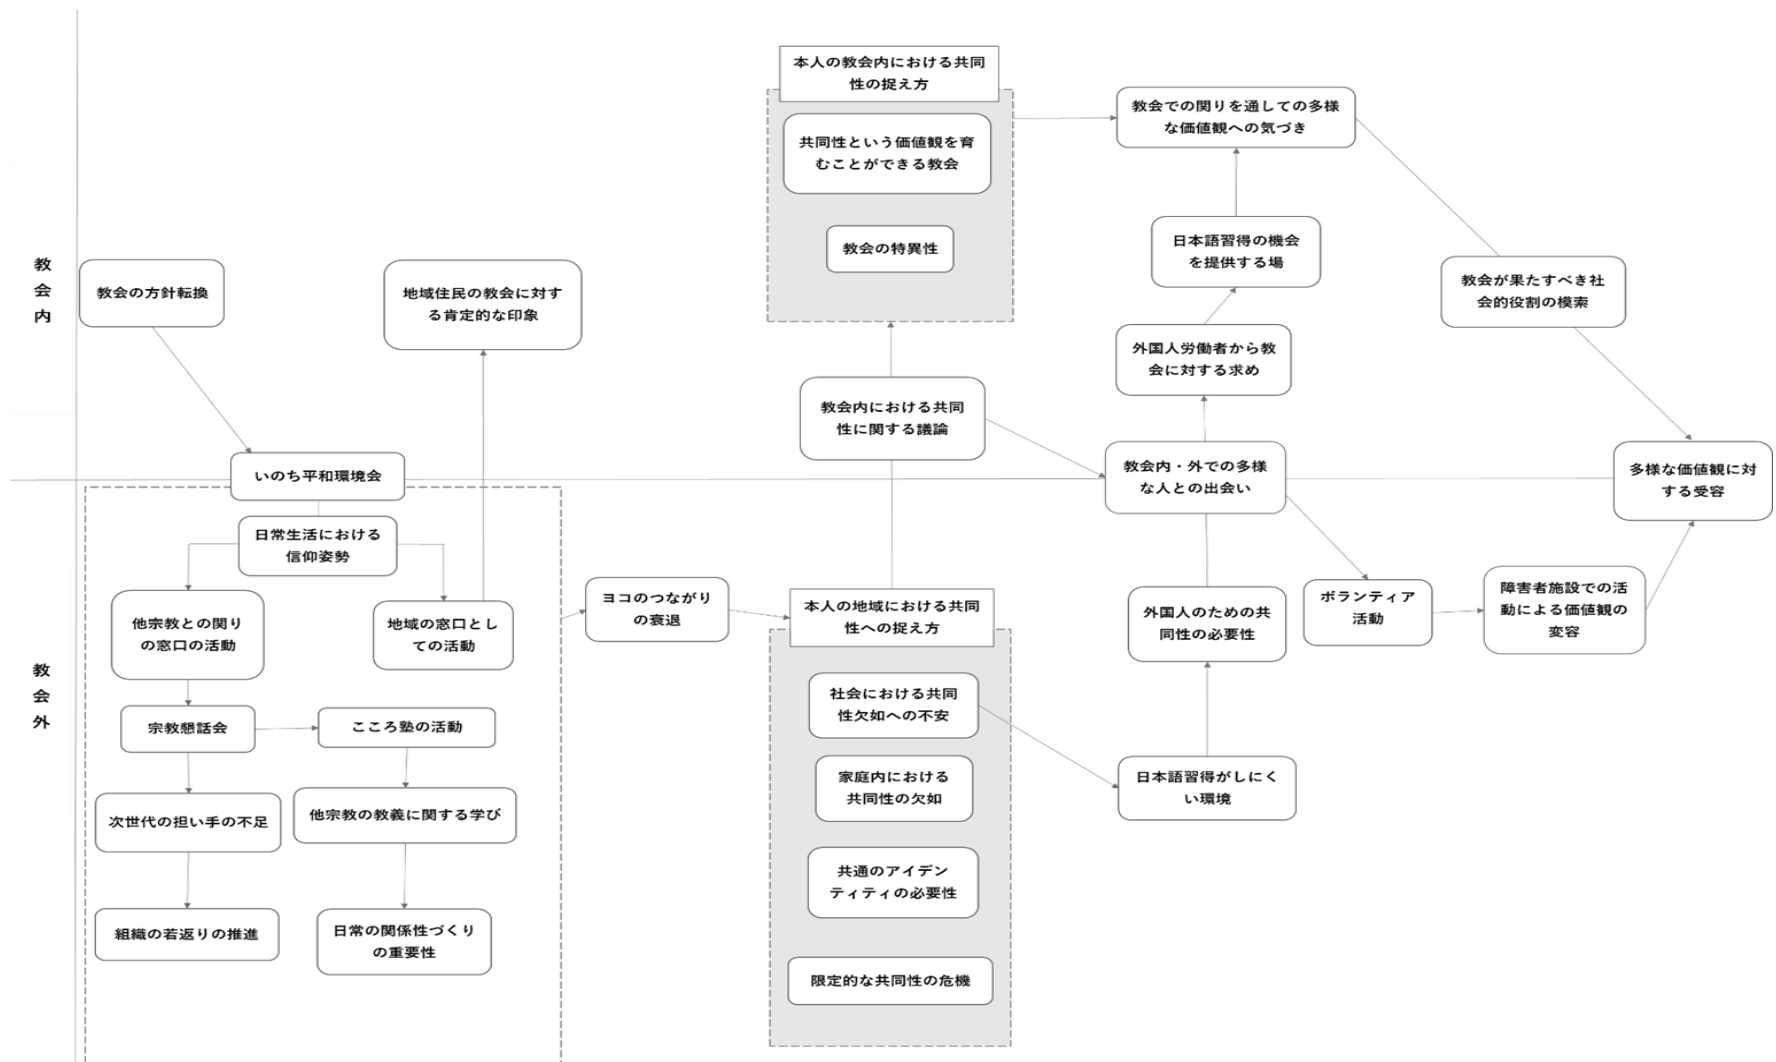 教会内
教会外
教会の方針転換
地域住民の教会に対す
る肯定的な印象
いのち平和環境会
日常生活における
信仰姿勢
他宗教との関り
の窓口の活動
地域の窓口とし
ての活動
宗教懇話会
こころ塾の活動
次世代の担い手の不足
他宗教の教義に関する学び
組織の若返りの推進
日常の関係性づくり
の重要性
ヨコのつながり
の衰退
本人の教会内における共同
性の捉え方
共同性という価値観を育
むことができる教会
教会の特異性
教会内における共同
性に関する議論
本人の地域における共同
性への捉え方
社会における共同
性欠如への不安
家庭内における
共同性の欠如
共通のアイデン
ティティの必要性
限定的な共同性の危機
教会での関りを通しての多様
な価値観への気づき
日本語習得の機会
を提供する場
外国人労働者から教
会に対する求め
教会内・外での多様
な人との出会い
外国人のための共
同性の必要性
日本語習得がしにく
い環境
ボランティア
活動
障害者施設での活
動による価値観の
変容
教会が果たすべき社
会的役割の模索
多様な価値観に対
する受容